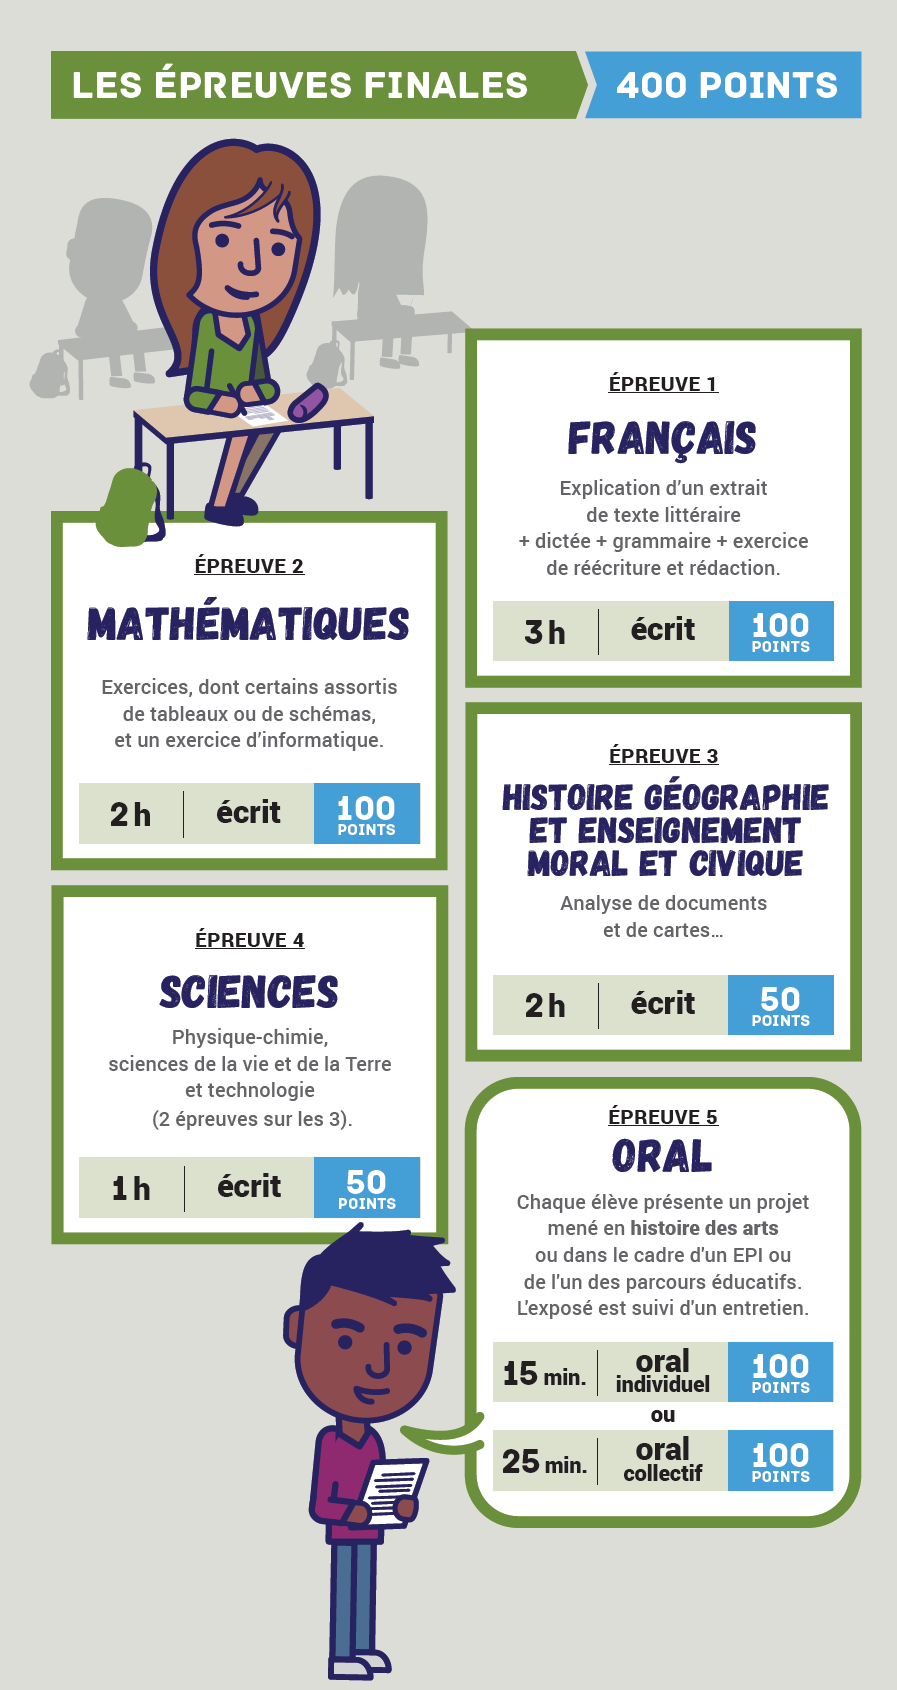 LES ÉPREUVES FINALES
400 POINTS
ÉPREUVE 1
FRANÇAIS
Explication d'un extrait
de texte littéraire
+ dictée + grammaire + exercice
de réécriture et rédaction.
3 h
écrit
100
POINTS
ÉPREUVE 2
MATHÉMATIQUES
Exercices, dont certains assortis
de tableaux ou de schémas,
et un exercice d'informatique.
2 h
écrit
100
POINTS
ÉPREUVE 3
HISTOIRE GÉOGRAPHIE
ET ENSEIGNEMENT
MORAL ET CIVIQUE
Analyse de documents
et de cartes...
2 h
écrit
50
POINTS
ÉPREUVE 4
SCIENCES
Physique-chimie,
sciences de la vie et de la Terre
et technologie
(2 épreuves sur les 3).
1 h
écrit
50
POINTS
ÉPREUVE 5
ORAL
Chaque élève présente un projet
mené en histoire des arts
ou dans le cadre d'un EPI ou
de l'un des parcours éducatifs.
L'exposé est suivi d'un entretien.
15 min.
oral
individuel
100
POINTS
ou
25 min.
oral
collectif
100
POINTS